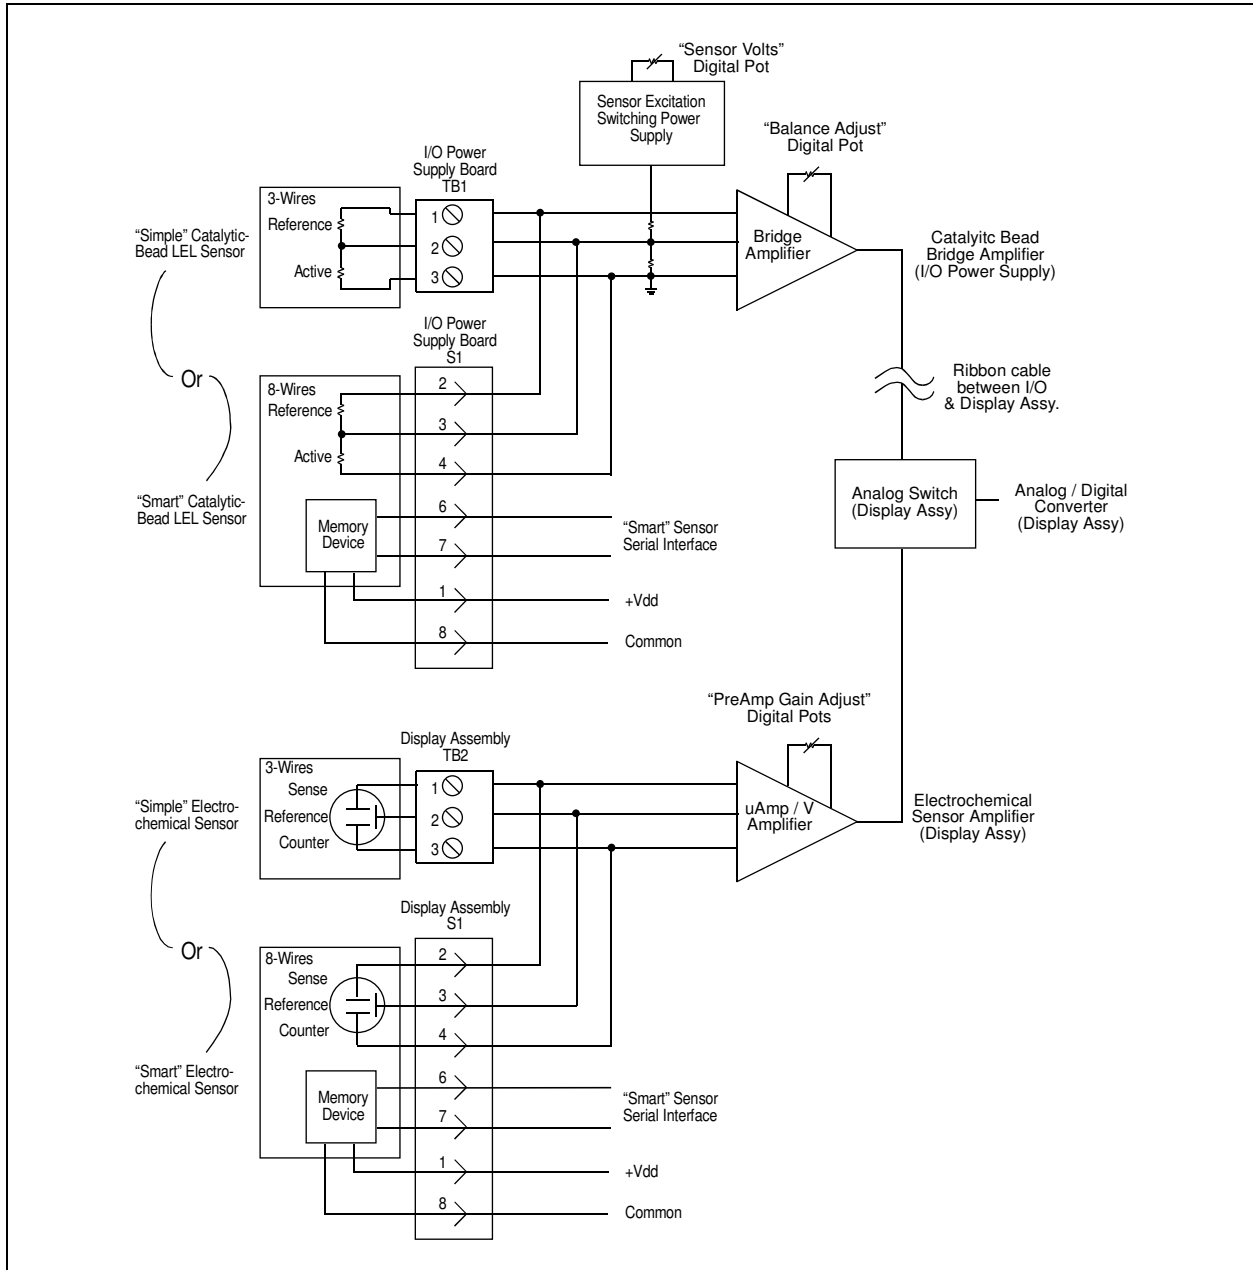 “Sensor Volts”
Digital Pot
Sensor Excitation
Switching Power
Supply
“Balance Adjust”
Digital Pot
I/O Power
Supply Board
TB1
3-Wires
Reference
Active
1
2
3
“Simple” Catalytic-
Bead LEL Sensor
Bridge
Amplifier
Catalyitc Bead
Bridge Amplifier
(I/O Power Supply)
Or
I/O Power
Supply Board
S1
8-Wires
Reference
Active
2
3
4
Ribbon cable
between I/O
& Display Assy.
“Smart” Catalytic-
Bead LEL Sensor
Memory
Device
6
7
1
8
“Smart” Sensor
Serial Interface
+Vdd
Common
Analog Switch
(Display Assy)
Analog / Digital
Converter
(Display Assy)
“PreAmp Gain Adjust”
Digital Pots
Display Assembly
TB2
3-Wires
Sense
Reference
Counter
1
2
3
“Simple” Electro-
chemical Sensor
uAmp / V
Amplifier
Electrochemical
Sensor Amplifier
(Display Assy)
Or
Display Assembly
S1
8-Wires
Sense
Reference
Counter
2
3
4
“Smart” Electro-
chemical Sensor
Memory
Device
6
7
1
8
“Smart” Sensor
Serial Interface
+Vdd
Common